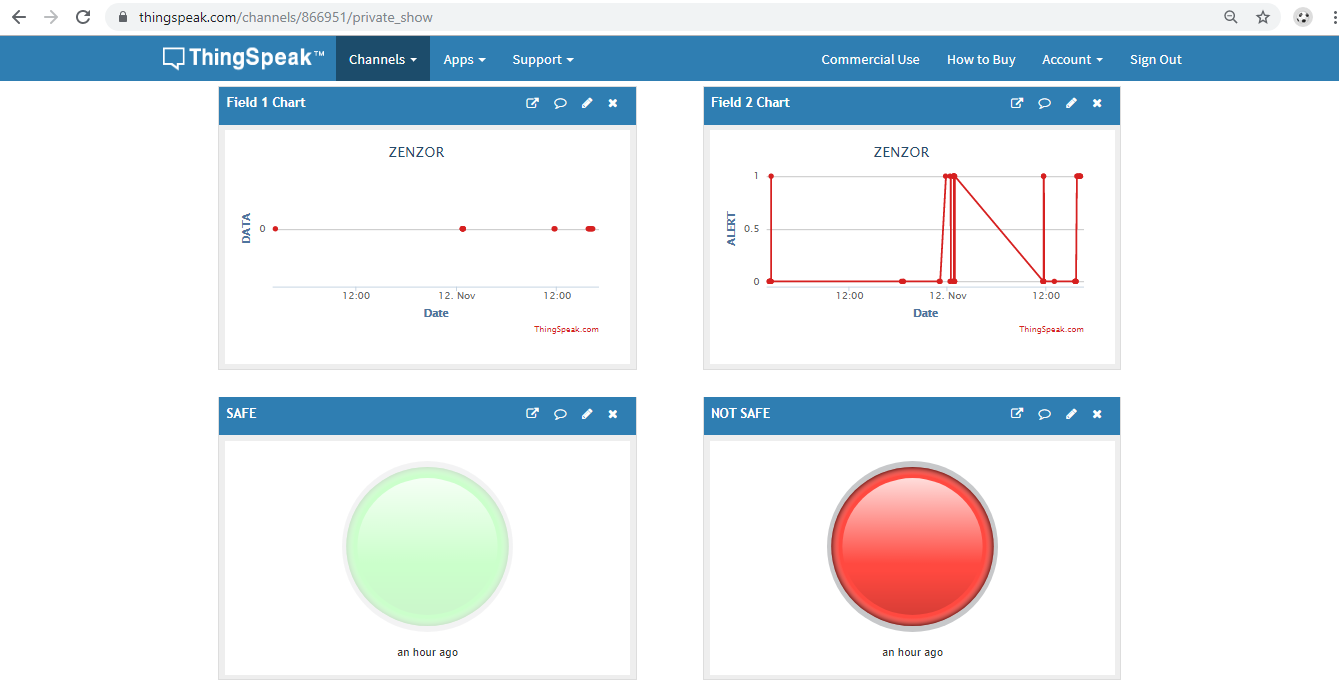 thingspeak.com/channels/866951/private_show
ThingSpeak™ Channels Apps Support Commercial Use How to Buy Account Sign Out
Field 1 Chart
ZENZOR
DATA
0
12:00 12. Nov 12:00
Date
ThingSpeak.com
Field 2 Chart
ZENZOR
ALERT
1
0.5
0
12:00 12. Nov 12:00
Date
ThingSpeak.com
SAFE
an hour ago
NOT SAFE
an hour ago